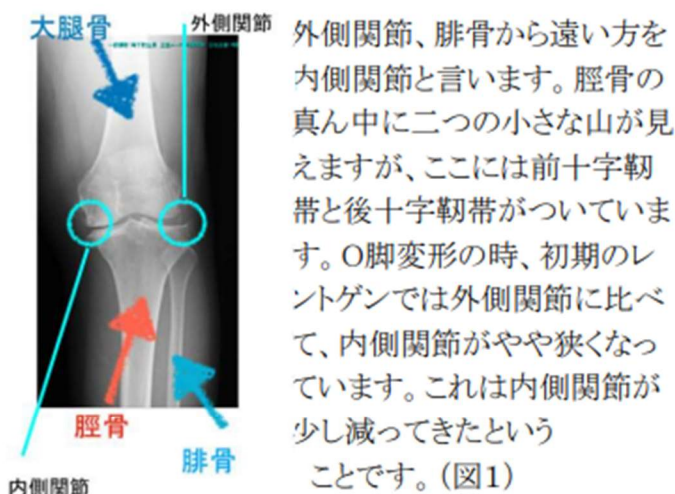 大腿骨
外側関節
脛骨
腓骨
内側関節
外側関節、腓骨から遠い方を
内側関節と言います。脛骨の
真ん中に二つの小さな山が見
えますが、ここには前十字靭
帯と後十字靭帯がついていま
す。O脚変形の時、初期のレ
ントゲンでは外側関節に比べ
て、内側関節がやや狭くなっ
ています。これは内側関節が
少し減ってきたという
ことです。(図1)